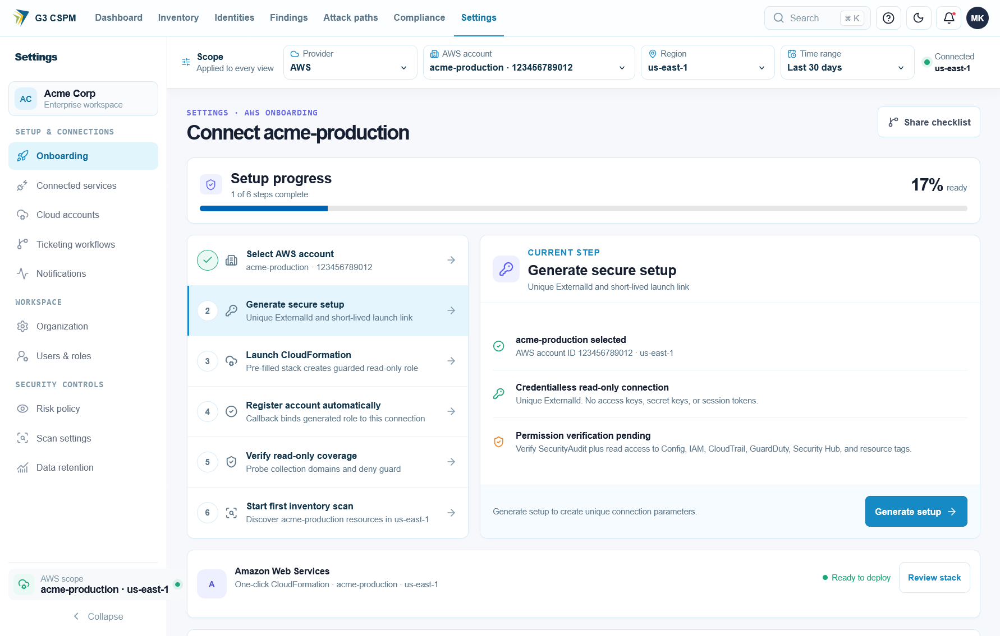 G3 CSPM
Dashboard
Inventory
Identities
Findings
Attack paths
Compliance
Settings
Search
⌘ K
MK
Settings
AC
Acme Corp
Enterprise workspace
SETUP & CONNECTIONS
Onboarding
Connected services
Cloud accounts
Ticketing workflows
Notifications
WORKSPACE
Organization
Users & roles
SECURITY CONTROLS
Risk policy
Scan settings
Data retention
AWS scope
acme-production · us-east-1
Collapse
Scope
Applied to every view
Provider
AWS
AWS account
acme-production · 123456789012
Region
us-east-1
Time range
Last 30 days
Connected
us-east-1
SETTINGS · AWS ONBOARDING
Connect acme-production
Share checklist
Setup progress
1 of 6 steps complete
17% ready
Select AWS account
acme-production · 123456789012
2
Generate secure setup
Unique ExternalId and short-lived launch link
3
Launch CloudFormation
Pre-filled stack creates guarded read-only role
4
Register account automatically
Callback binds generated role to this connection
5
Verify read-only coverage
Probe collection domains and deny guard
6
Start first inventory scan
Discover acme-production resources in us-east-1
CURRENT STEP
Generate secure setup
Unique ExternalId and short-lived launch link
acme-production selected
AWS account ID 123456789012 · us-east-1
Credentialless read-only connection
Unique ExternalId. No access keys, secret keys, or session tokens.
Permission verification pending
Verify SecurityAudit plus read access to Config, IAM, CloudTrail, GuardDuty, Security Hub, and resource tags.
Generate setup to create unique connection parameters.
Generate setup
A
Amazon Web Services
One-click CloudFormation · acme-production · us-east-1
Ready to deploy
Review stack